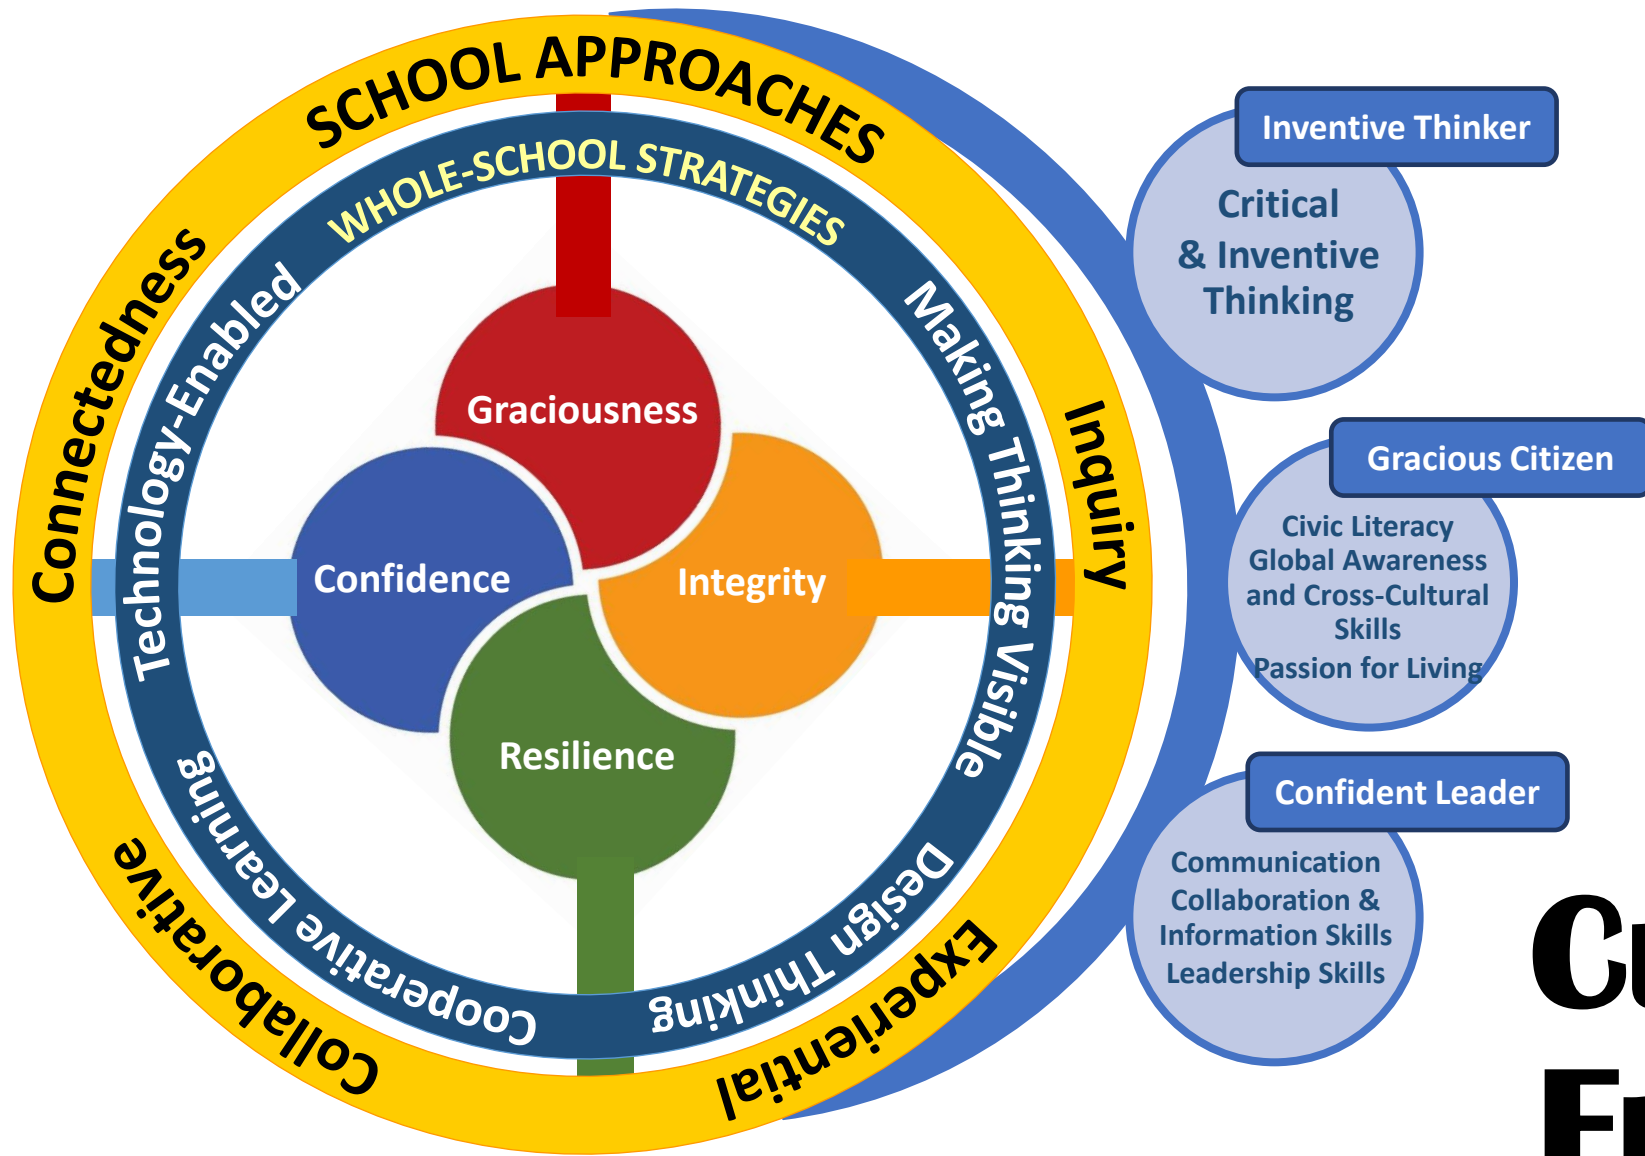 SCHOOL APPROACHES
WHOLE-SCHOOL STRATEGIES
Connectedness
Technology-Enabled
Making Thinking Visible
Inquiry
Graciousness
Confidence
Integrity
Resilience
Cooperative Learning
Design Thinking
Collaborative
Experiential
Inventive Thinker
Critical
& Inventive
Thinking
Gracious Citizen
Civic Literacy
Global Awareness
and Cross-Cultural
Skills
Passion for Living
Confident Leader
Communication
Collaboration &
Information Skills
Leadership Skills